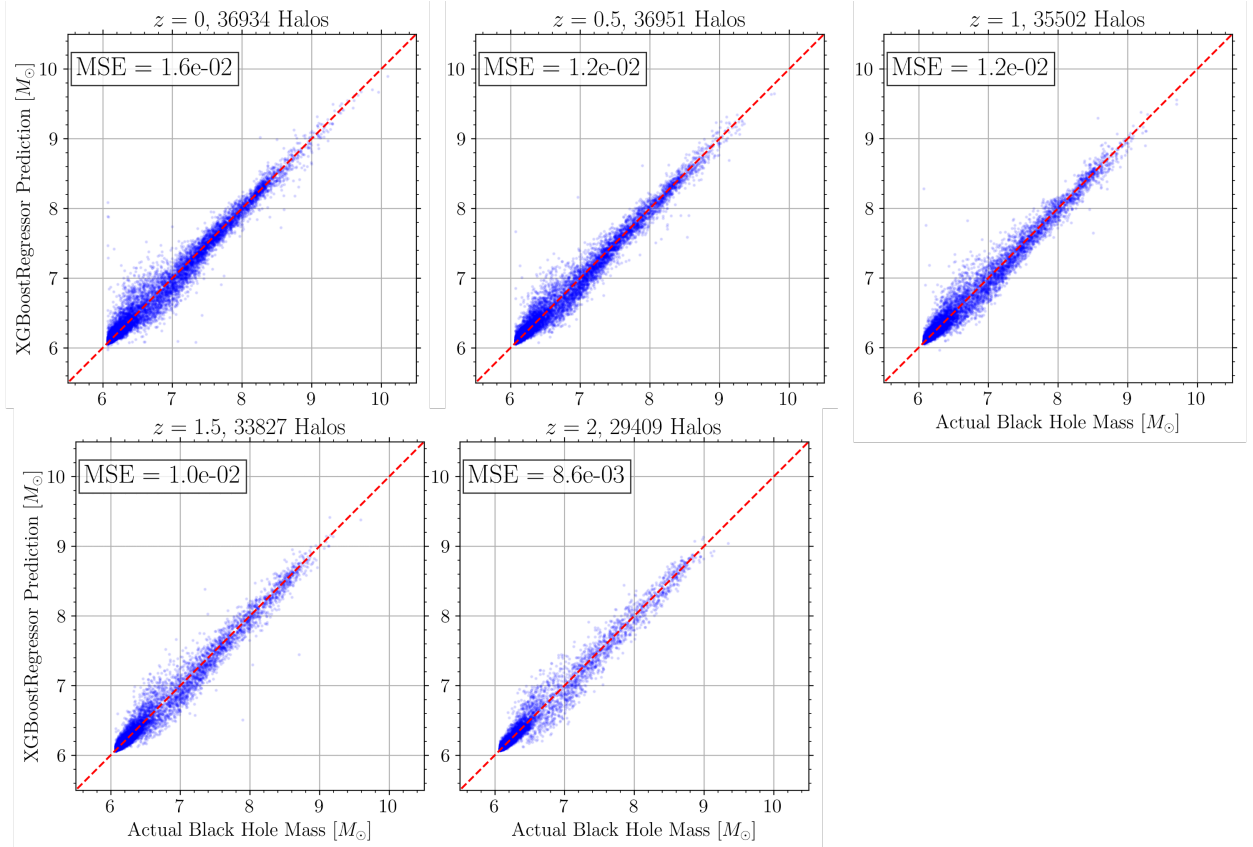 z = 0, 36934 Halos
MSE = 1.6e-02
XGBoostRegressor Prediction [M⊙]
10
9
8
7
6
6 7 8 9 10
z = 0.5, 36951 Halos
MSE = 1.2e-02
10
9
8
7
6
6 7 8 9 10
z = 1, 35502 Halos
MSE = 1.2e-02
10
9
8
7
6
6 7 8 9 10
Actual Black Hole Mass [M⊙]
z = 1.5, 33827 Halos
MSE = 1.0e-02
XGBoostRegressor Prediction [M⊙]
10
9
8
7
6
6 7 8 9 10
Actual Black Hole Mass [M⊙]
z = 2, 29409 Halos
MSE = 8.6e-03
10
9
8
7
6
6 7 8 9 10
Actual Black Hole Mass [M⊙]